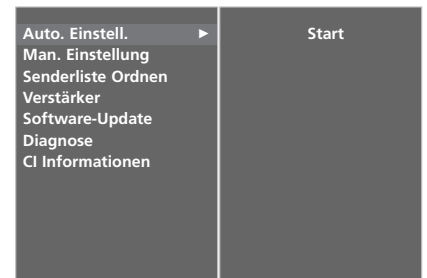 Auto. Einstell. ►
Man. Einstellung
Senderliste Ordnen
Verstärker
Software-Update
Diagnose
CI Informationen
Start